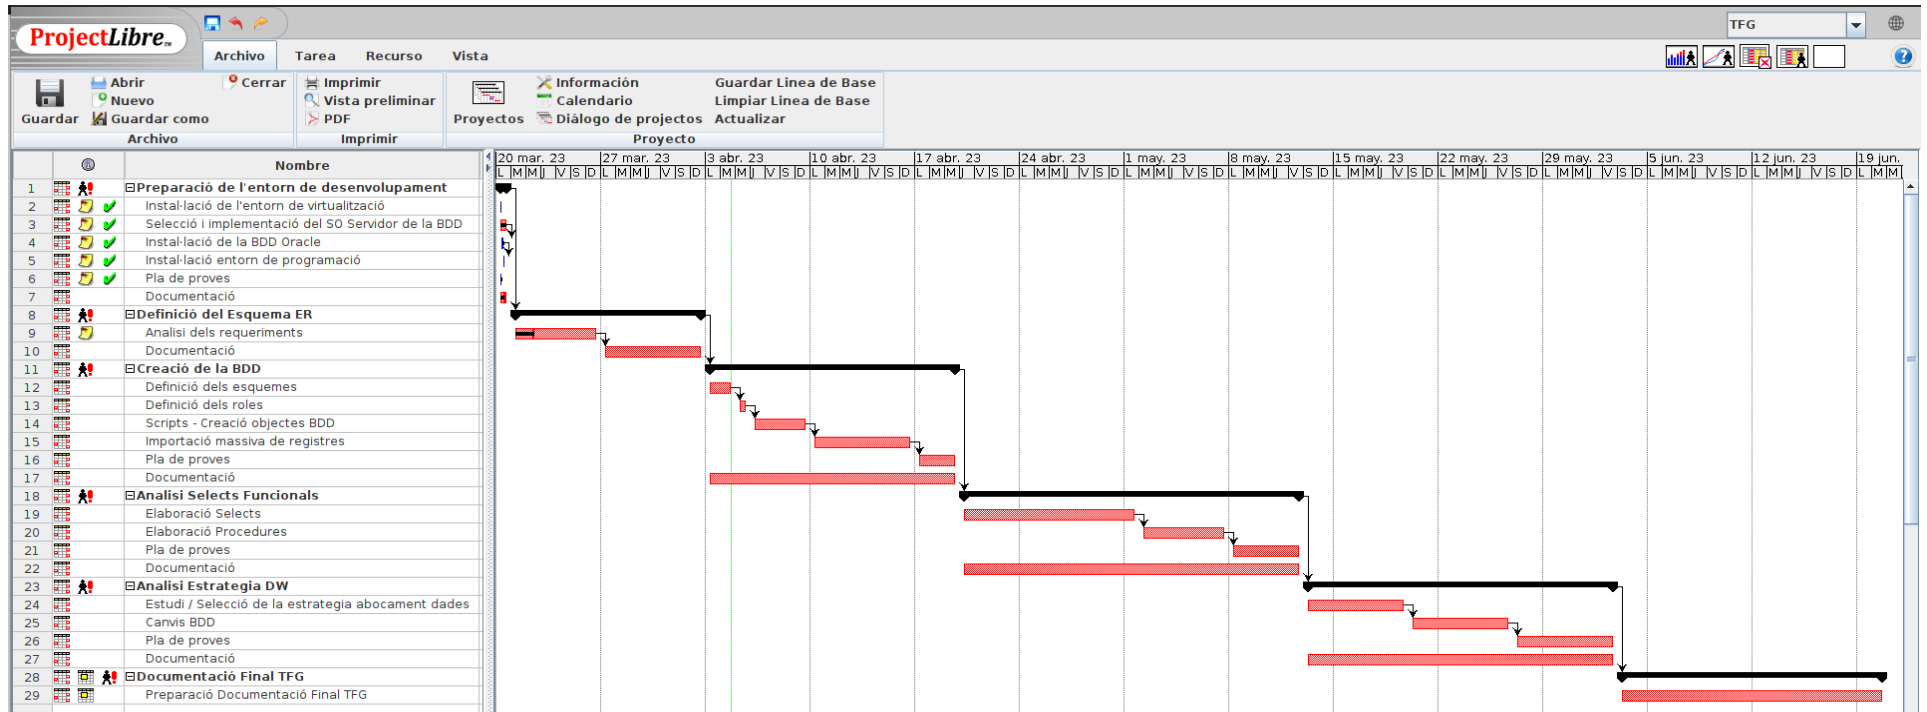 ProjectLibre™
TFG
Archivo Tarea Recurso Vista
Guardar
Abrir
Nuevo
Guardar como
Cerrar
Archivo
Imprimir
Vista preliminar
PDF
Imprimir
Proyectos
Información
Calendario
Diálogo de projectos
Guardar Linea de Base
Limpiar Linea de Base
Actualizar
Proyecto
Nombre
20 mar. 23 27 mar. 23 3 abr. 23 10 abr. 23 17 abr. 23 24 abr. 23 1 may. 23 8 may. 23 15 may. 23 22 may. 23 29 may. 23 5 jun. 23 12 jun. 23 19 jun.
L M M J V S D L M M J V S D L M M J V S D L M M J V S D L M M J V S D L M M J V S D L M M J V S D L M M J V S D L M M J V S D L M M J V S D L M M J V S D L M M J V S D L M M J V S D L M M
1 Preparació de l'entorn de desenvolupament
2 Instal·lació de l'entorn de virtualització
3 Selecció i implementació del SO Servidor de la BDD
4 Instal·lació de la BDD Oracle
5 Instal·lació entorn de programació
6 Pla de proves
7 Documentació
8 Definició del Esquema ER
9 Analisi dels requeriments
10 Documentació
11 Creació de la BDD
12 Definició dels esquemes
13 Definició dels roles
14 Scripts - Creació objectes BDD
15 Importació massiva de registres
16 Pla de proves
17 Documentació
18 Analisi Selects Funcionals
19 Elaboració Selects
20 Elaboració Procedures
21 Pla de proves
22 Documentació
23 Analisi Estrategia DW
24 Estudi / Selecció de la estrategia abocament dades
25 Canvis BDD
26 Pla de proves
27 Documentació
28 Documentació Final TFG
29 Preparació Documentació Final TFG